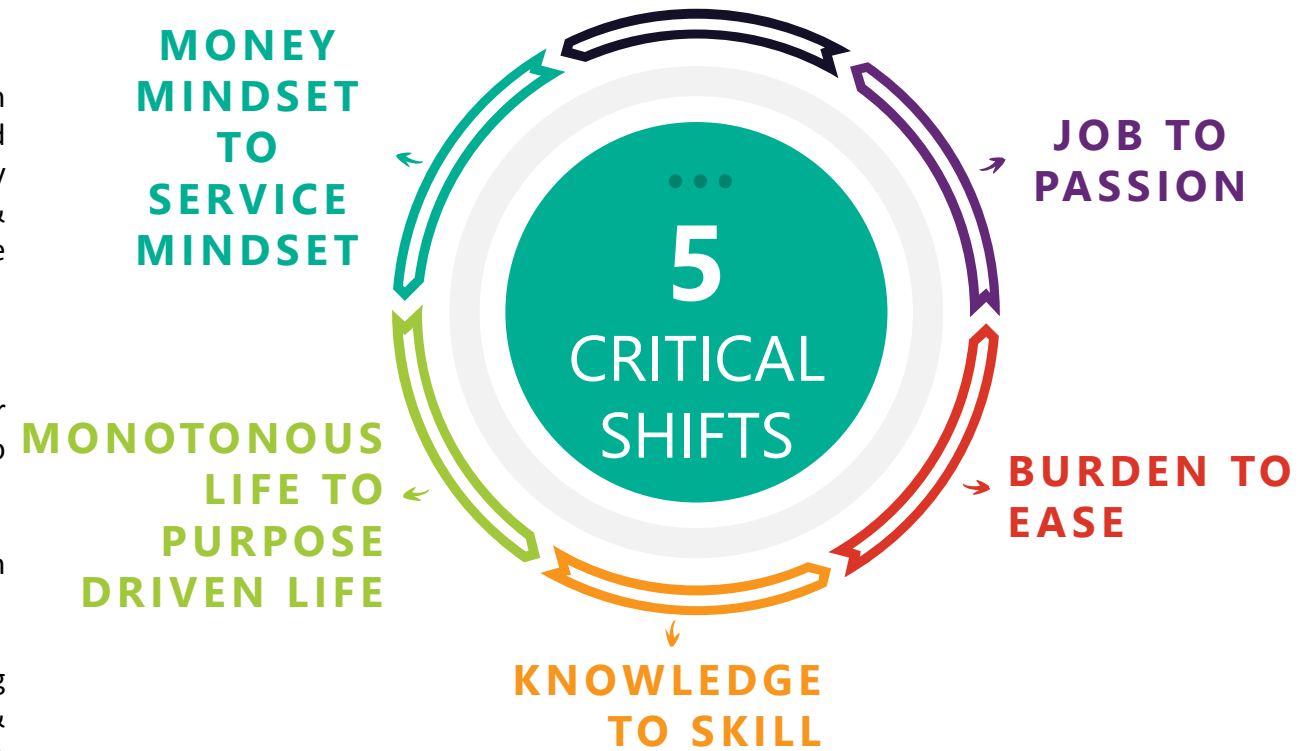 MONEY
MINDSET
TO
SERVICE
MINDSET
JOB TO
PASSION
5
CRITICAL
SHIFTS
MONOTONOUS
LIFE TO
PURPOSE
DRIVEN LIFE
BURDEN TO
EASE
KNOWLEDGE
TO SKILL